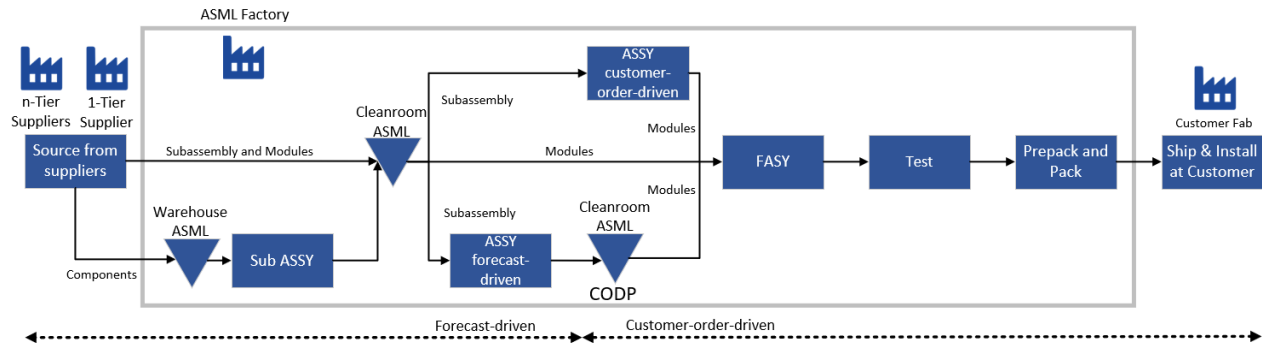 ASML Factory
n-Tier
Suppliers
1-Tier
Supplier
Source from
suppliers
Subassembly and Modules
Components
Warehouse
ASML
Sub ASSY
Cleanroom
ASML
Subassembly
ASSY
customer-
order-driven
Modules
Modules
Modules
Subassembly
ASSY
forecast-
driven
Cleanroom
ASML
CODP
FASY
Test
Prepack and
Pack
Customer Fab
Ship & Install
at Customer
Forecast-driven
Customer-order-driven